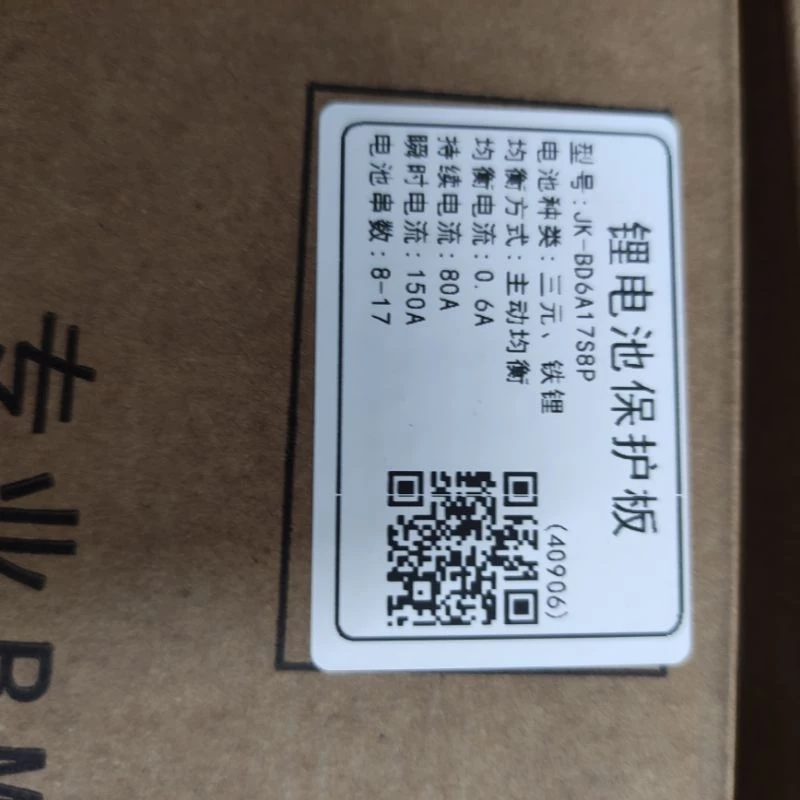 锂电池保护板
型号:JK-BD6A17S8P
电池种类:三元、铁锂
均衡方式:主动均衡
均衡电流:0.6A
持续电流:80A
瞬时电流:150A
电池串数:8-17
(40906)
专业BM